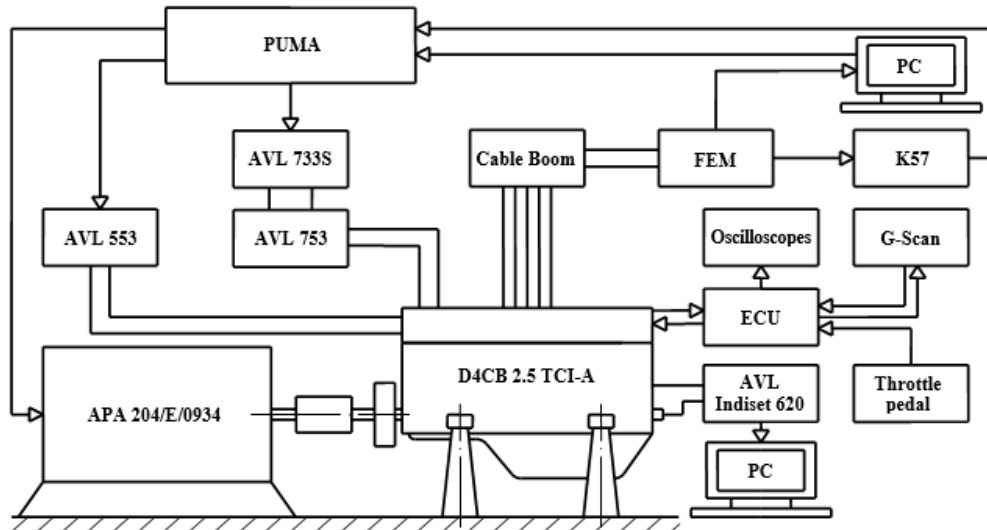 PUMA
PC
AVL 733S
Cable Boom
FEM
K57
AVL 553
AVL 753
Oscilloscopes
G-Scan
ECU
D4CB 2.5 TCI-A
AVL
Indiset 620
Throttle
pedal
APA 204/E/0934
PC